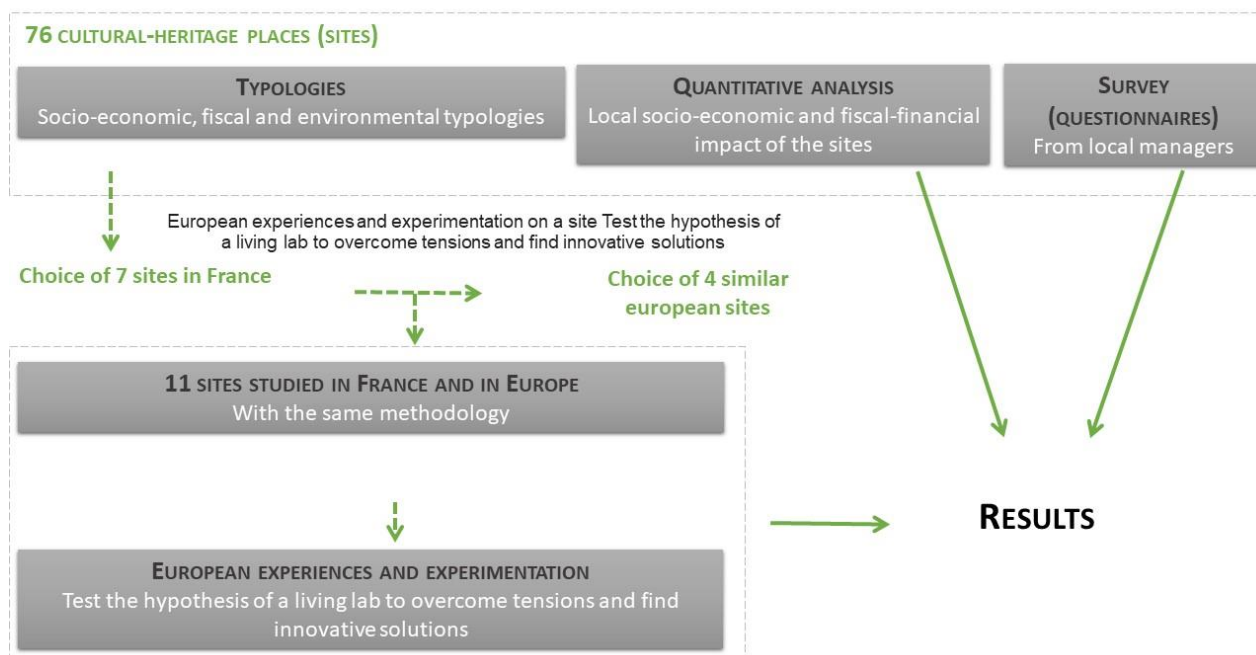 76 CULTURAL-HERITAGE PLACES (SITES)
TYPOLOGIES
Socio-economic, fiscal and environmental typologies
QUANTITATIVE ANALYSIS
Local socio-economic and fiscal-financial
impact of the sites
SURVEY
(QUESTIONNAIRES)
From local managers
European experiences and experimentation on a site Test the hypothesis of
a living lab to overcome tensions and find innovative solutions
Choice of 7 sites in France
Choice of 4 similar
european sites
11 SITES STUDIED IN FRANCE AND IN EUROPE
With the same methodology
RESULTS
EUROPEAN EXPERIENCES AND EXPERIMENTATION
Test the hypothesis of a living lab to overcome tensions and find
innovative solutions